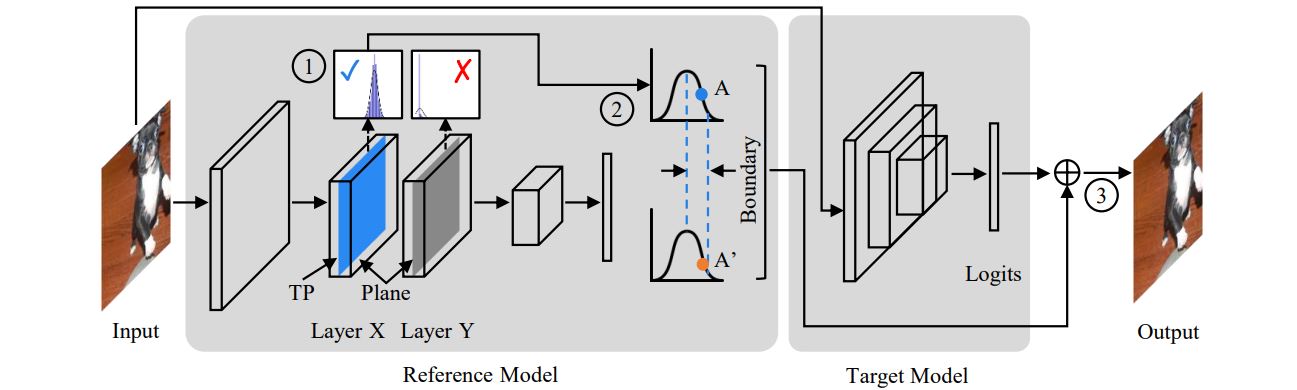 1
2
A
Boundary
A’
3
TP
Plane
Logits
Input
Layer X
Layer Y
Output
Reference Model
Target Model